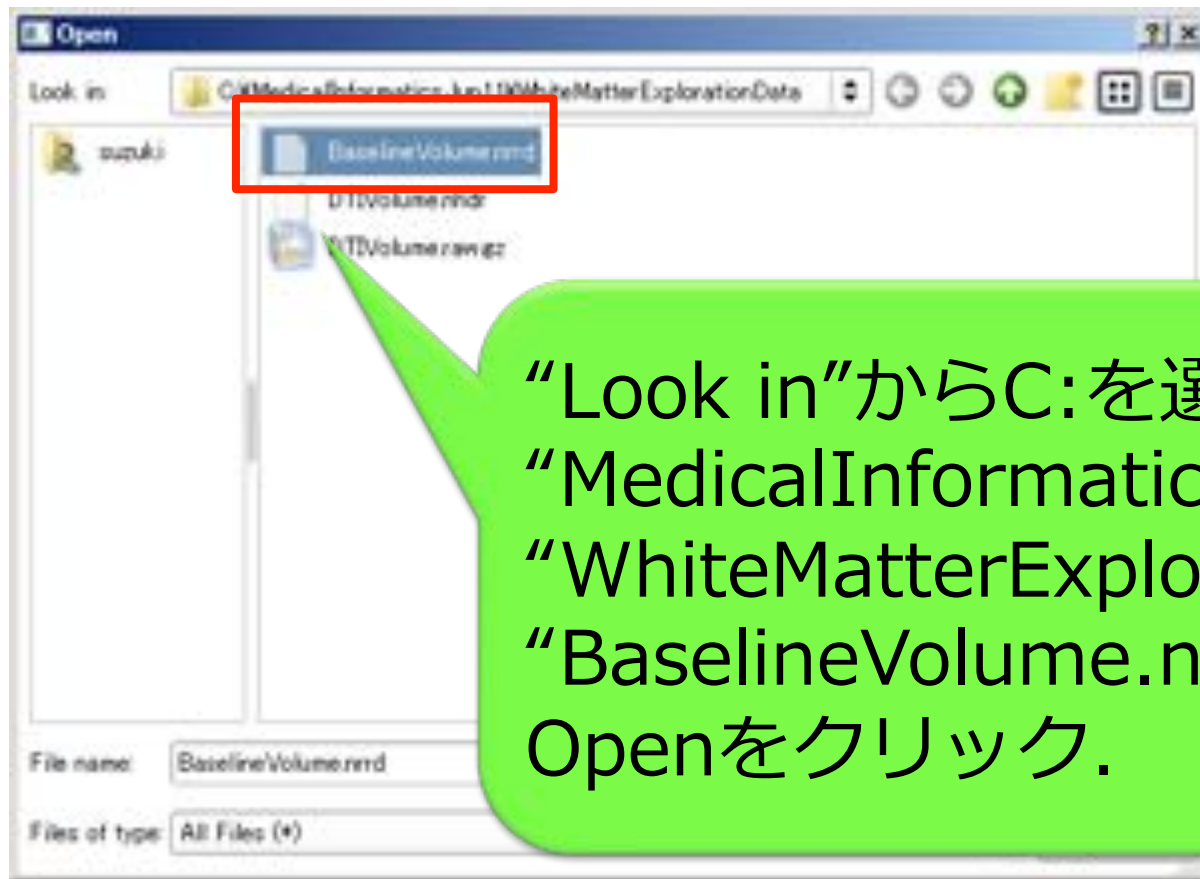 Open
Look in:
C:¥MedicalInformatics Jun11¥WhiteMatterExplorationData
suzuki
BaselineVolume.nrrd
DTIVolume.nhdr
DTIVolume.raw.gz
“Look in”からC:を
“MedicalInformatic
“WhiteMatterExplo
“BaselineVolume.n
Openをクリック.
File name:
BaselineVolume.nrrd
Files of type:
All Files (*)